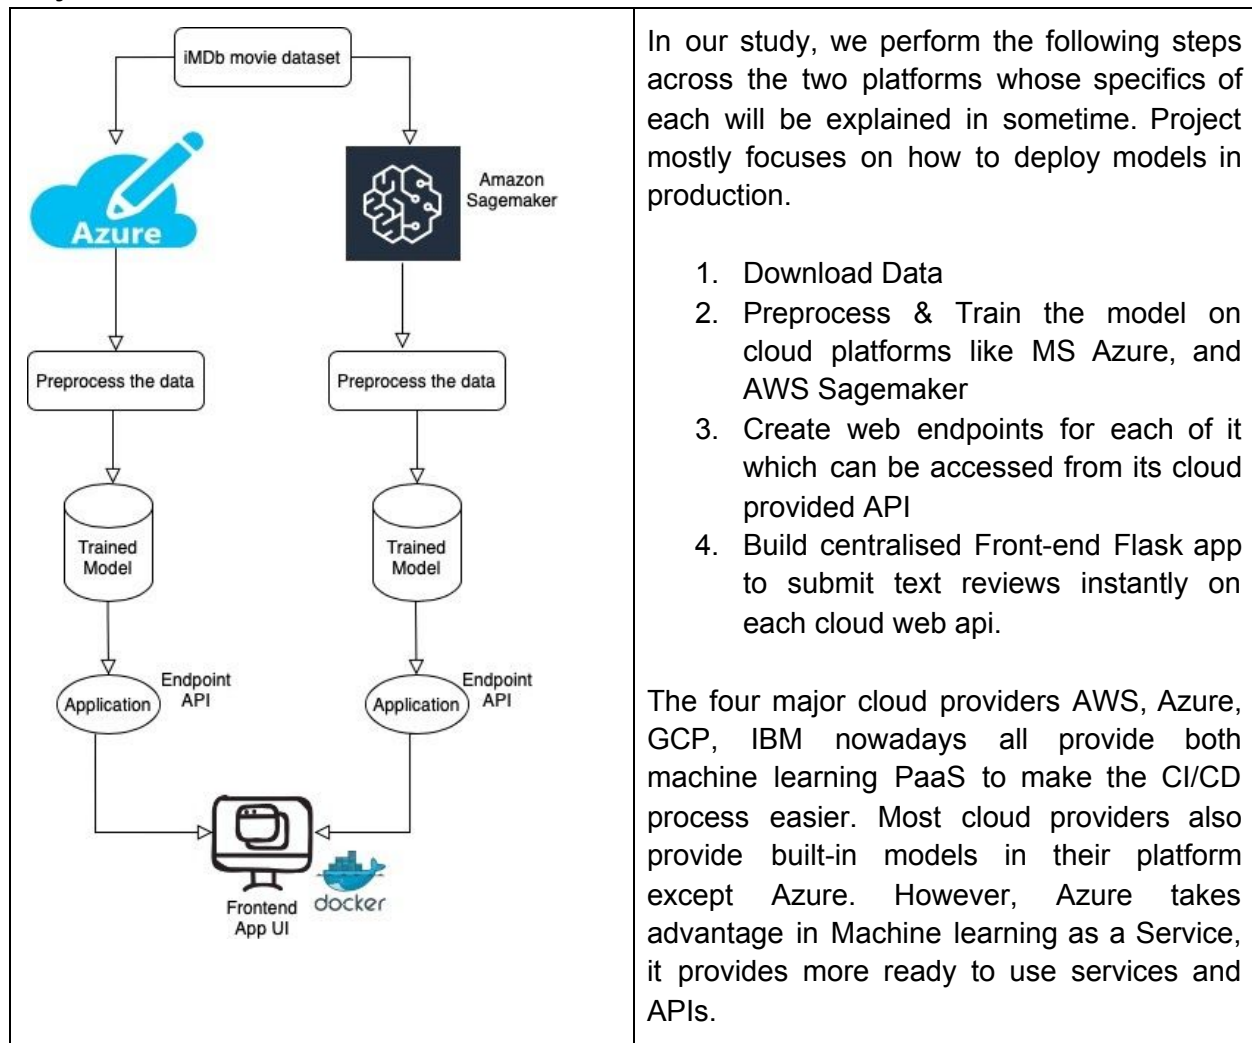 iMDb movie dataset
Azure
Amazon
Sagemaker
Preprocess the data
Preprocess the data
Trained
Model
Trained
Model
Application
Endpoint
API
Application
Endpoint
API
Frontend
App UI
docker
In our study, we perform the following steps
across the two platforms whose specifics of
each will be explained in sometime. Project
mostly focuses on how to deploy models in
production.
1. Download Data
2. Preprocess & Train the model on
cloud platforms like MS Azure, and
AWS Sagemaker
3. Create web endpoints for each of it
which can be accessed from its cloud
provided API
4. Build centralised Front-end Flask app
to submit text reviews instantly on
each cloud web api.
The four major cloud providers AWS, Azure,
GCP, IBM nowadays all provide both
machine learning PaaS to make the CI/CD
process easier. Most cloud providers also
provide built-in models in their platform
except Azure. However, Azure takes
advantage in Machine learning as a Service,
it provides more ready to use services and
APIs.